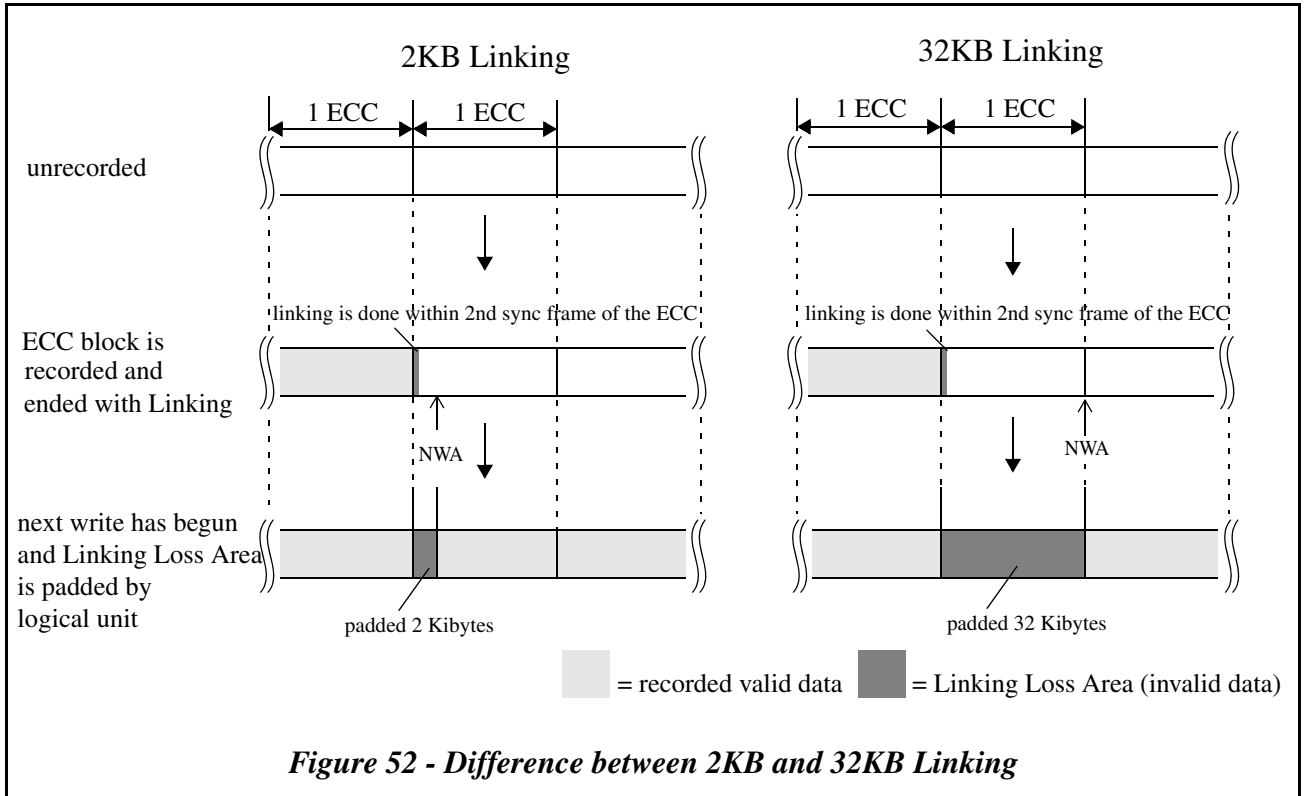 2KB Linking
32KB Linking
1 ECC
1 ECC
1 ECC
1 ECC
unrecorded
linking is done within 2nd sync frame of the ECC
linking is done within 2nd sync frame of the ECC
ECC block is
recorded and
ended with Linking
NWA
NWA
next write has begun
and Linking Loss Area
is padded by
logical unit
padded 2 Kibytes
padded 32 Kibytes
= recorded valid data
= Linking Loss Area (invalid data)
Figure 52 - Difference between 2KB and 32KB Linking